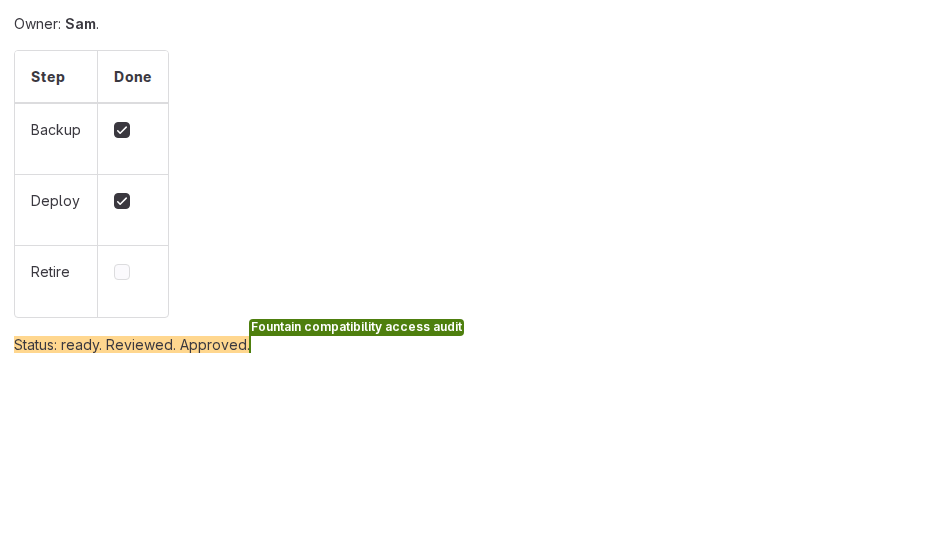 Owner: Sam.
Step Done
Backup
Deploy
Retire
Fountain compatibility access audit
Status: ready. Reviewed. Approved.